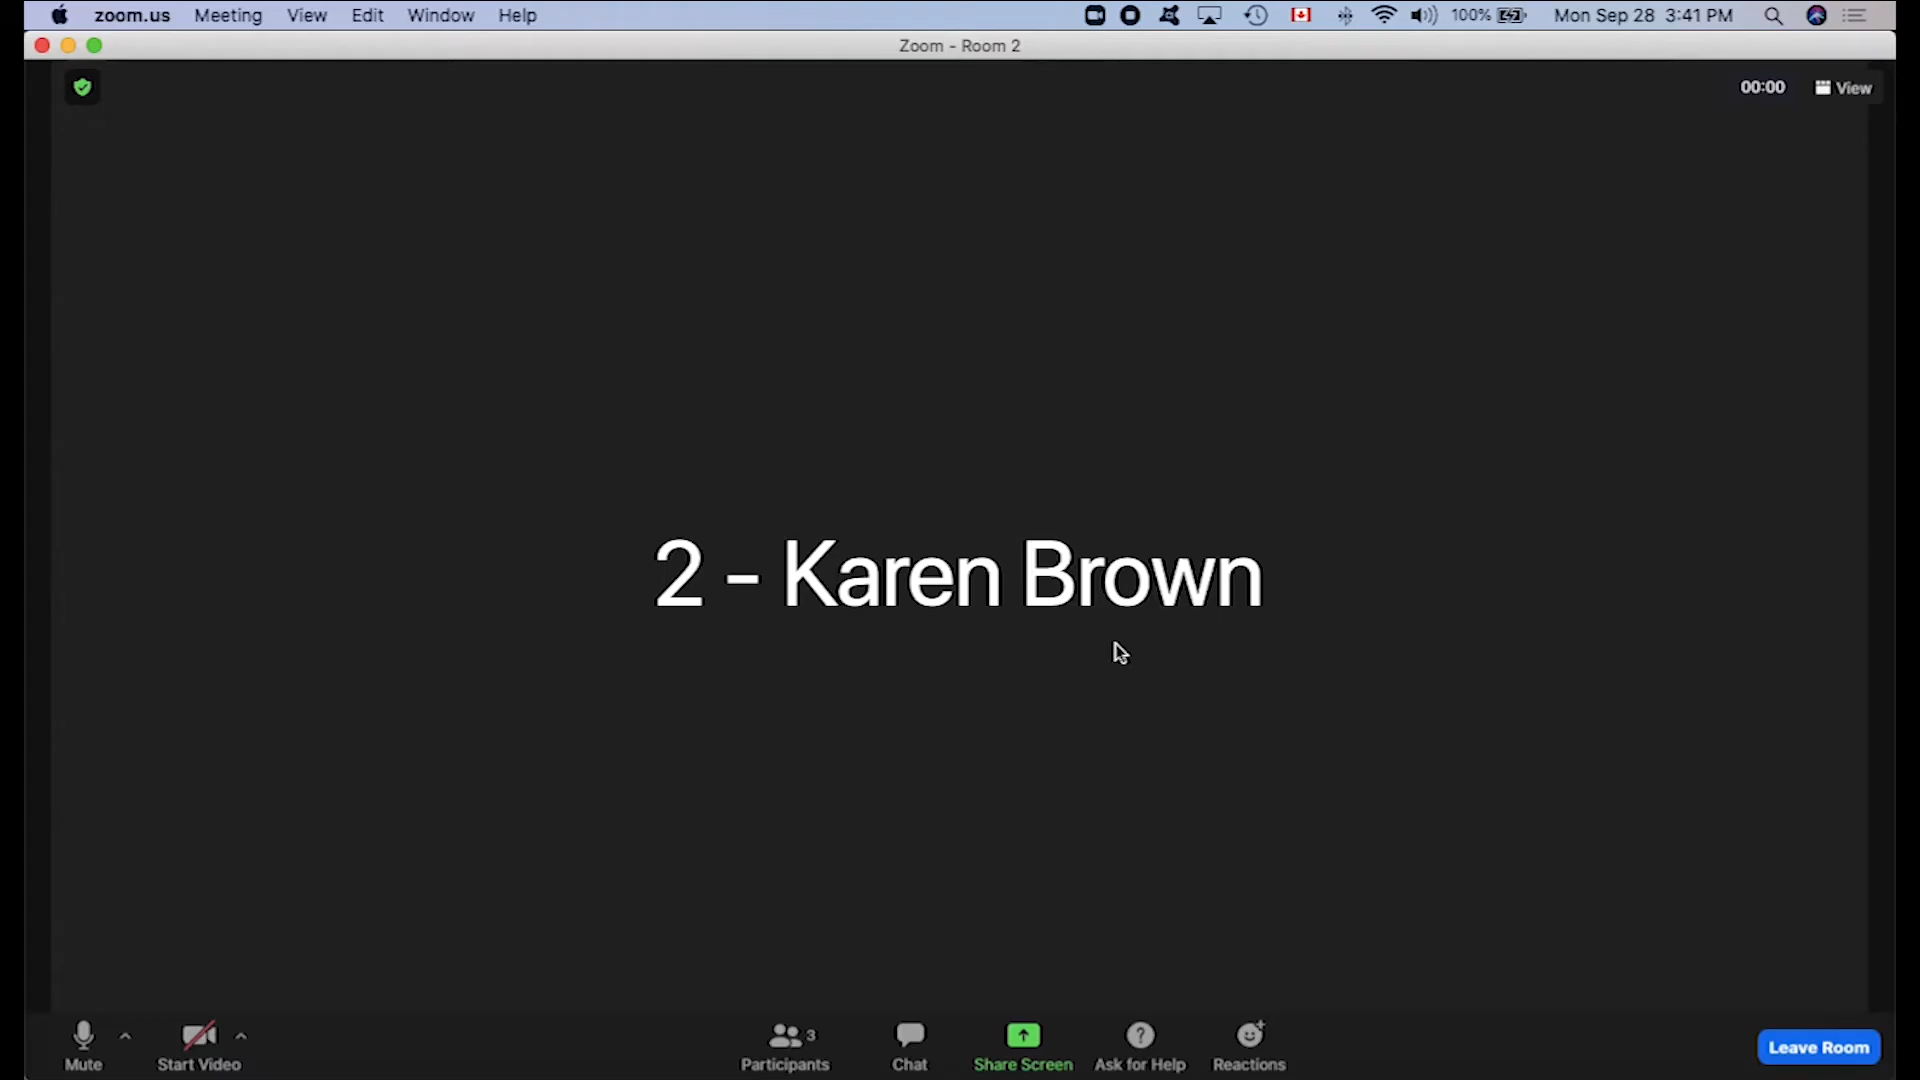 zoom.us Meeting View Edit Window Help 100% Mon Sep 28 3:41 PM
Zoom - Room 2
00:00 View
2 - Karen Brown
3
Mute Start Video Participants Chat Share Screen Ask for Help Reactions Leave Room